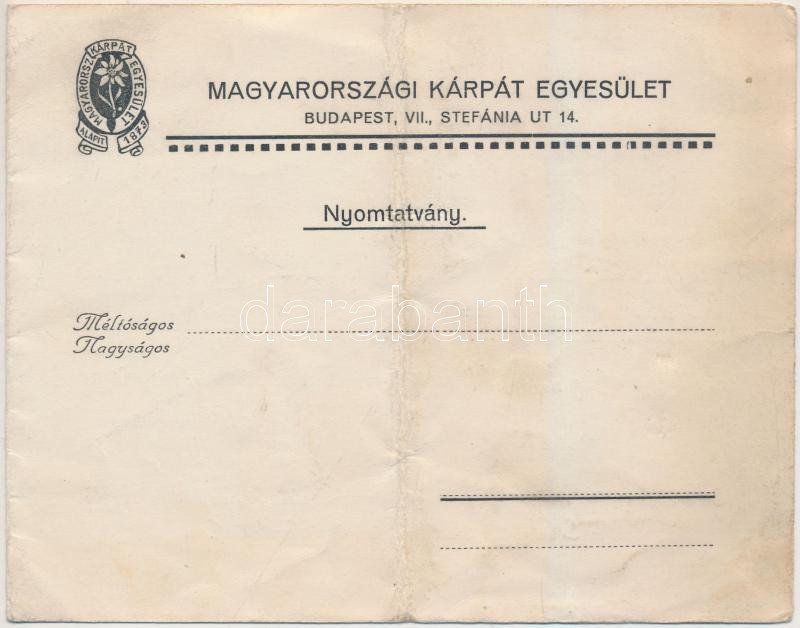 MAGYARORSZ. KÁRPÁT EGYESÜLET
ALAPÍT. 1873
MAGYARORSZÁGI KÁRPÁT EGYESÜLET
BUDAPEST, VII., STEFÁNIA UT 14.
Nyomtatvány.
Méltóságos
Nagyságos
darabanth